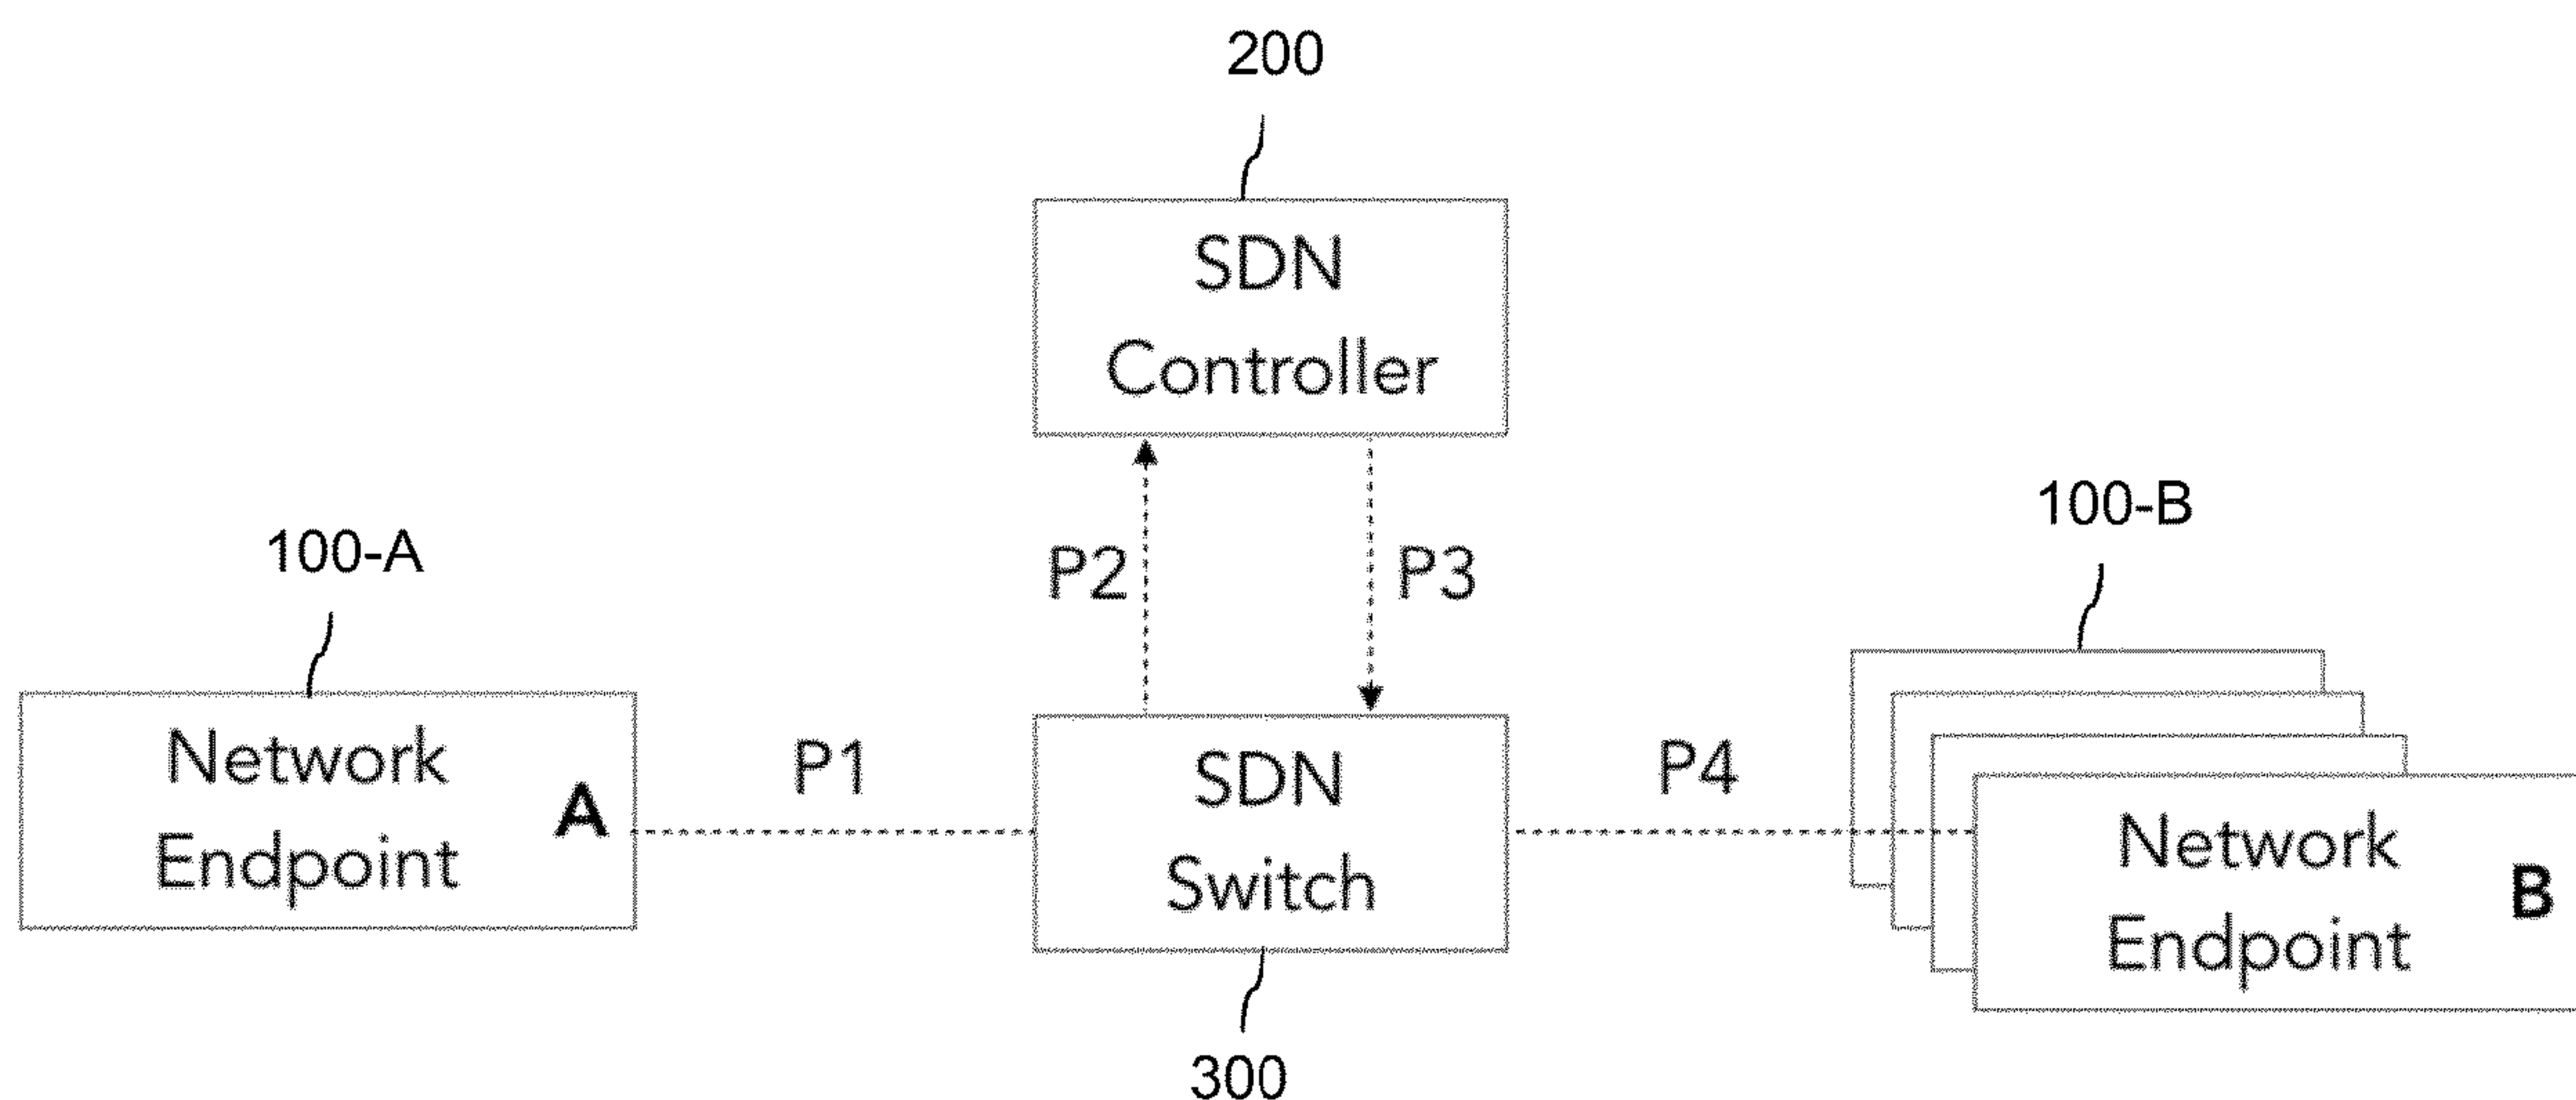 200
SDN
Controller
100-A
P2
P3
100-B
Network
Endpoint
A
P1
SDN
Switch
P4
Network
Endpoint
B
300